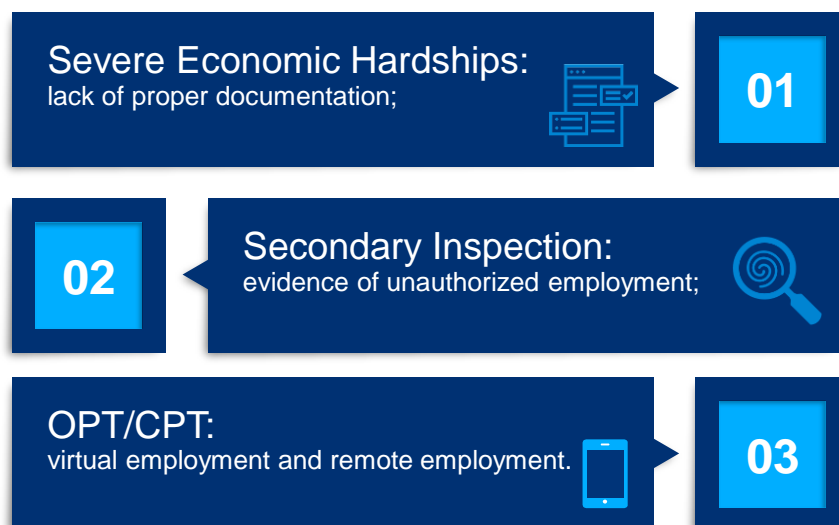 Severe Economic Hardships:
lack of proper documentation;
01
02
Secondary Inspection:
evidence of unauthorized employment;
OPT/CPT:
virtual employment and remote employment.
03